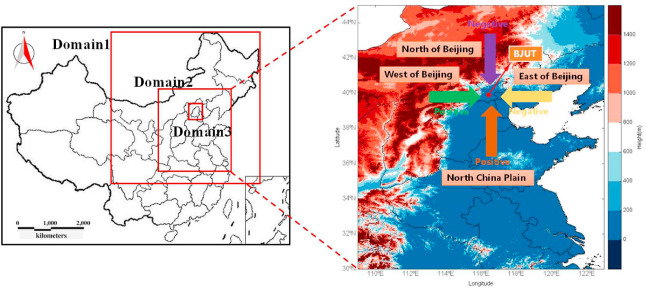 Domain1
Domain2
Domain3
0
1,000
2,000
kilometers
Negative
North of Beijing
BJUT
West of Beijing
East of Beijing
Negative
Positive
North China Plain
44°N
42°N
40°N
38°N
36°N
34°N
32°N
30°N
Latitude
110°E
112°E
114°E
116°E
118°E
120°E
122°E
Longitude
1400
1200
1000
800
600
400
200
0
Height(m)